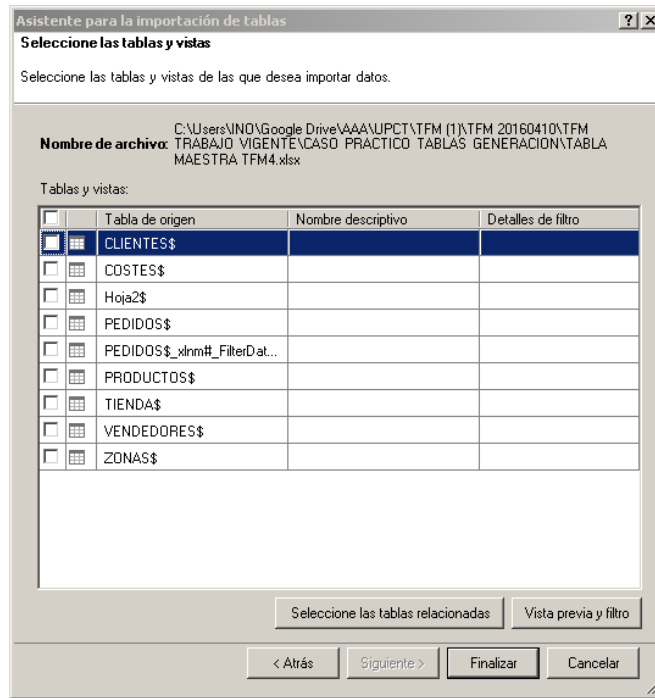 Asistente para la importación de tablas
Seleccione las tablas y vistas
Seleccione las tablas y vistas de las que desea importar datos.
Nombre de archivo: C:\Users\INO\Google Drive\AAA\UPCT\TFM (1)\TFM 20160410\TFM
TRABAJO VIGENTE\CASO PRACTICO TABLAS GENERACION\TABLA
MAESTRA TFM4.xlsx
Tablas y vistas:
Tabla de origen Nombre descriptivo Detalles de filtro
CLIENTES$
COSTES$
Hoja2$
PEDIDOS$
PEDIDOS$_xlnm#_FilterDat...
PRODUCTOS$
TIENDA$
VENDEDORES$
ZONAS$
Seleccione las tablas relacionadas Vista previa y filtro
< Atrás Siguiente > Finalizar Cancelar